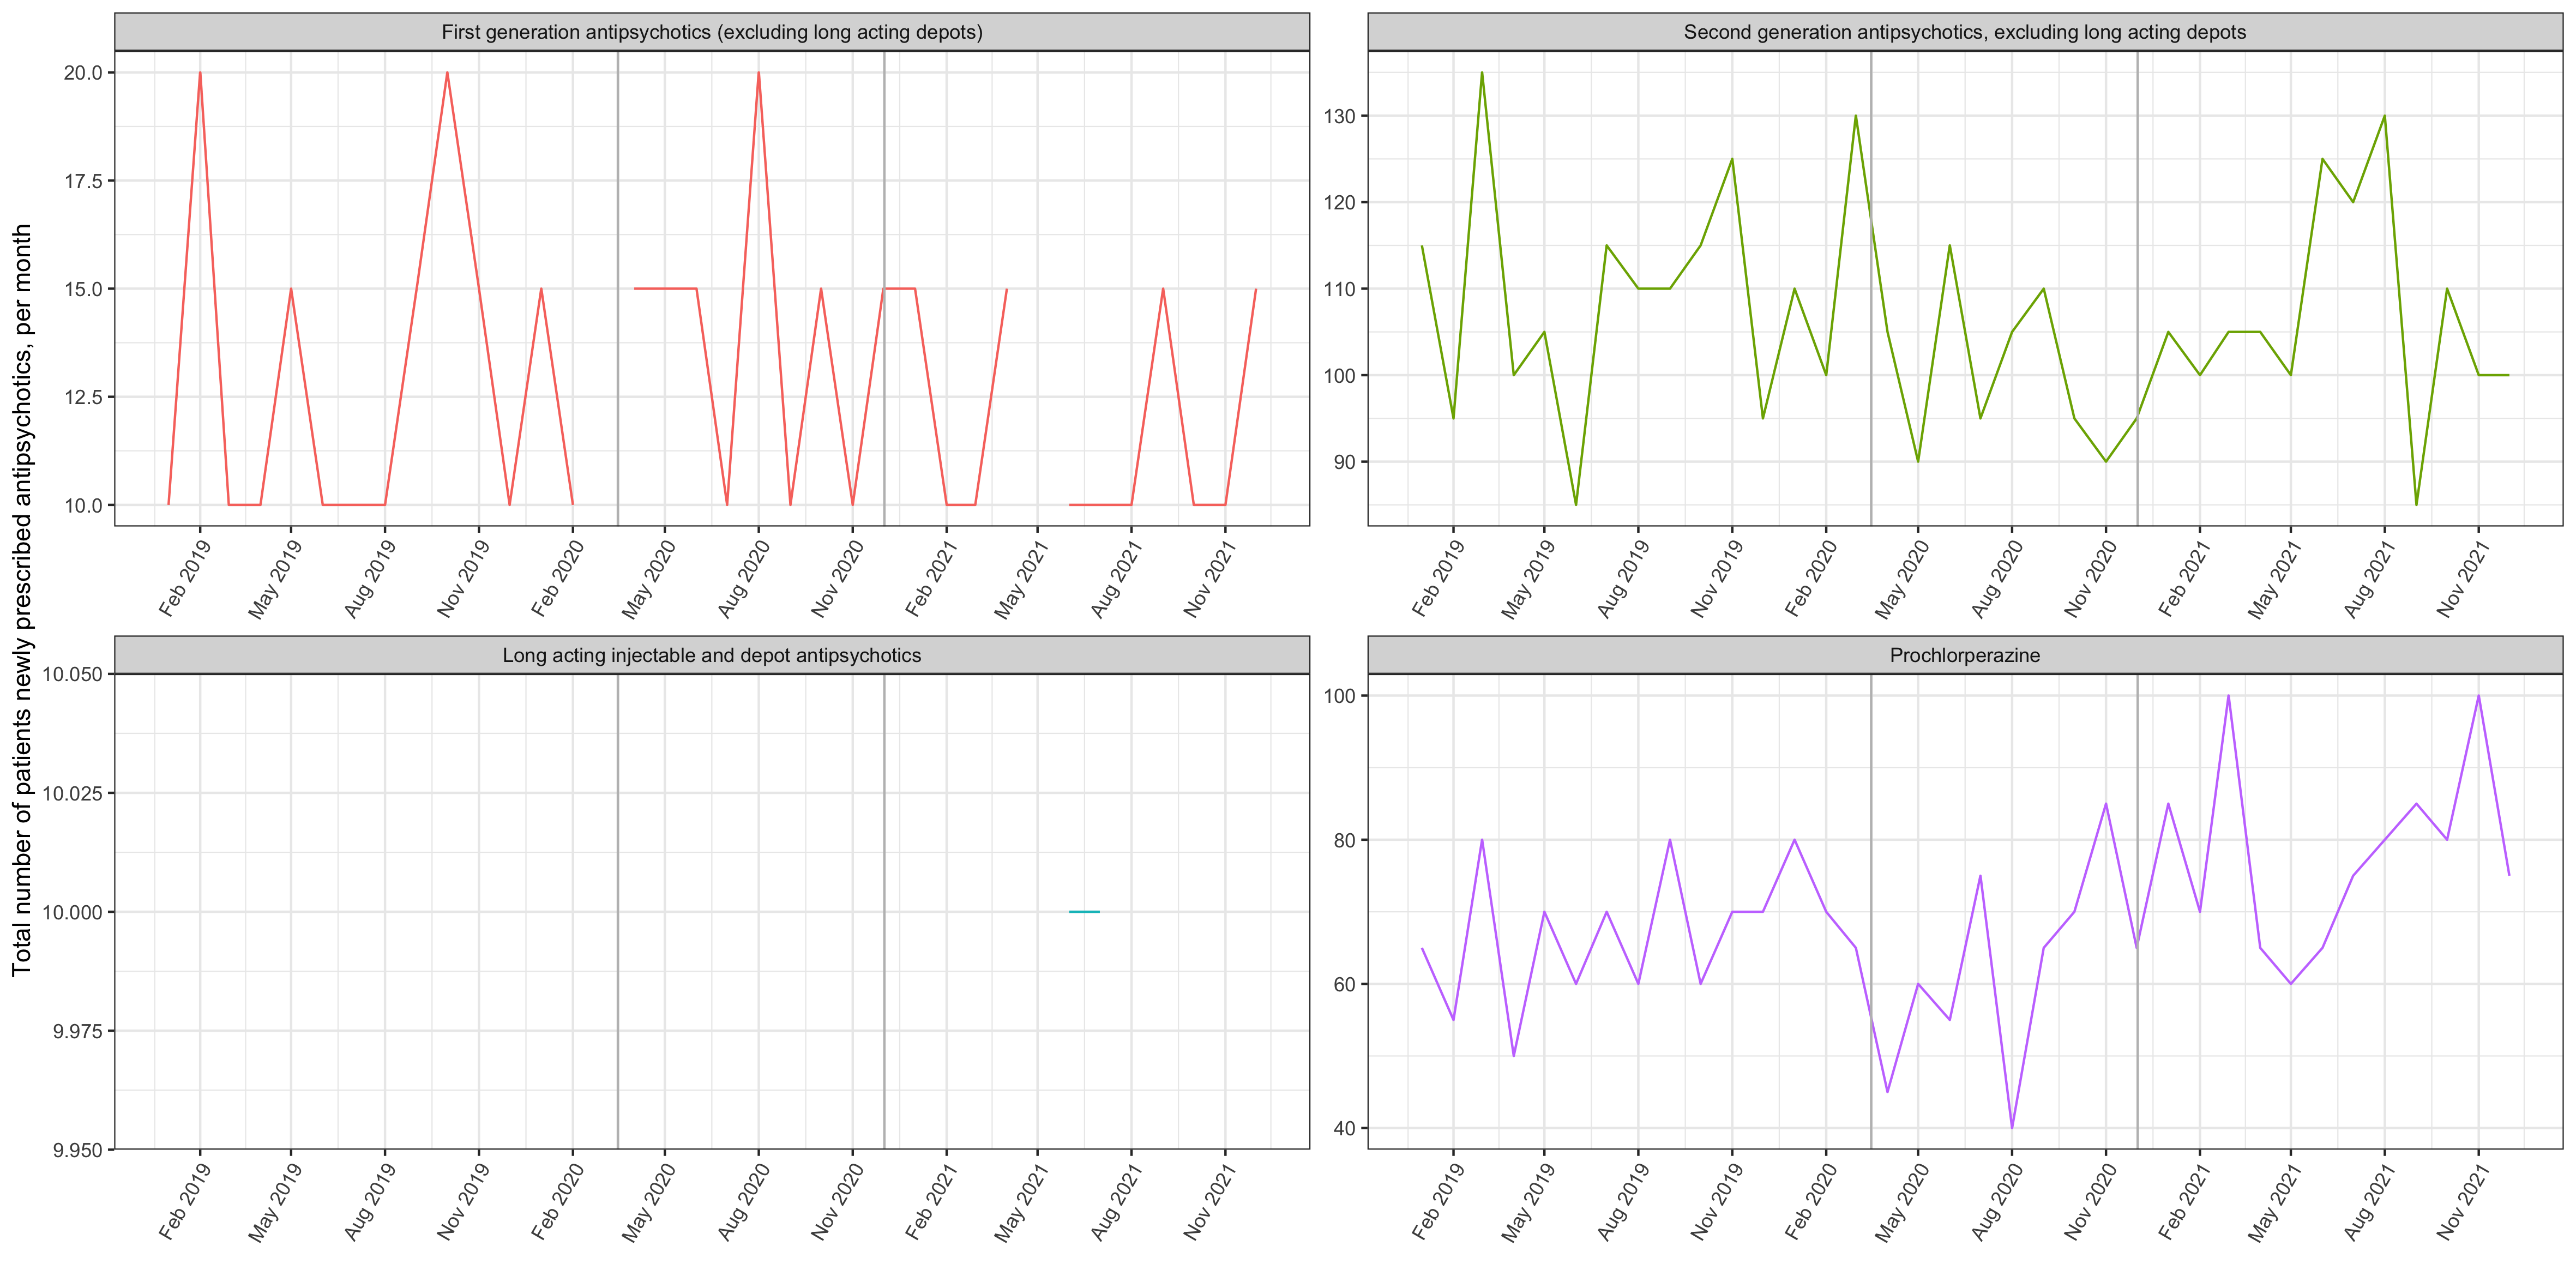 Total number of patients newly prescribed antipsychotics, per month
First generation antipsychotics (excluding long acting depots)
20.0
17.5
15.0
12.5
10.0
Feb 2019
May 2019
Aug 2019
Nov 2019
Feb 2020
May 2020
Aug 2020
Nov 2020
Feb 2021
May 2021
Aug 2021
Nov 2021
Second generation antipsychotics, excluding long acting depots
130
120
110
100
90
Feb 2019
May 2019
Aug 2019
Nov 2019
Feb 2020
May 2020
Aug 2020
Nov 2020
Feb 2021
May 2021
Aug 2021
Nov 2021
Long acting injectable and depot antipsychotics
10.050
10.025
10.000
9.975
9.950
Feb 2019
May 2019
Aug 2019
Nov 2019
Feb 2020
May 2020
Aug 2020
Nov 2020
Feb 2021
May 2021
Aug 2021
Nov 2021
Prochlorperazine
100
80
60
40
Feb 2019
May 2019
Aug 2019
Nov 2019
Feb 2020
May 2020
Aug 2020
Nov 2020
Feb 2021
May 2021
Aug 2021
Nov 2021